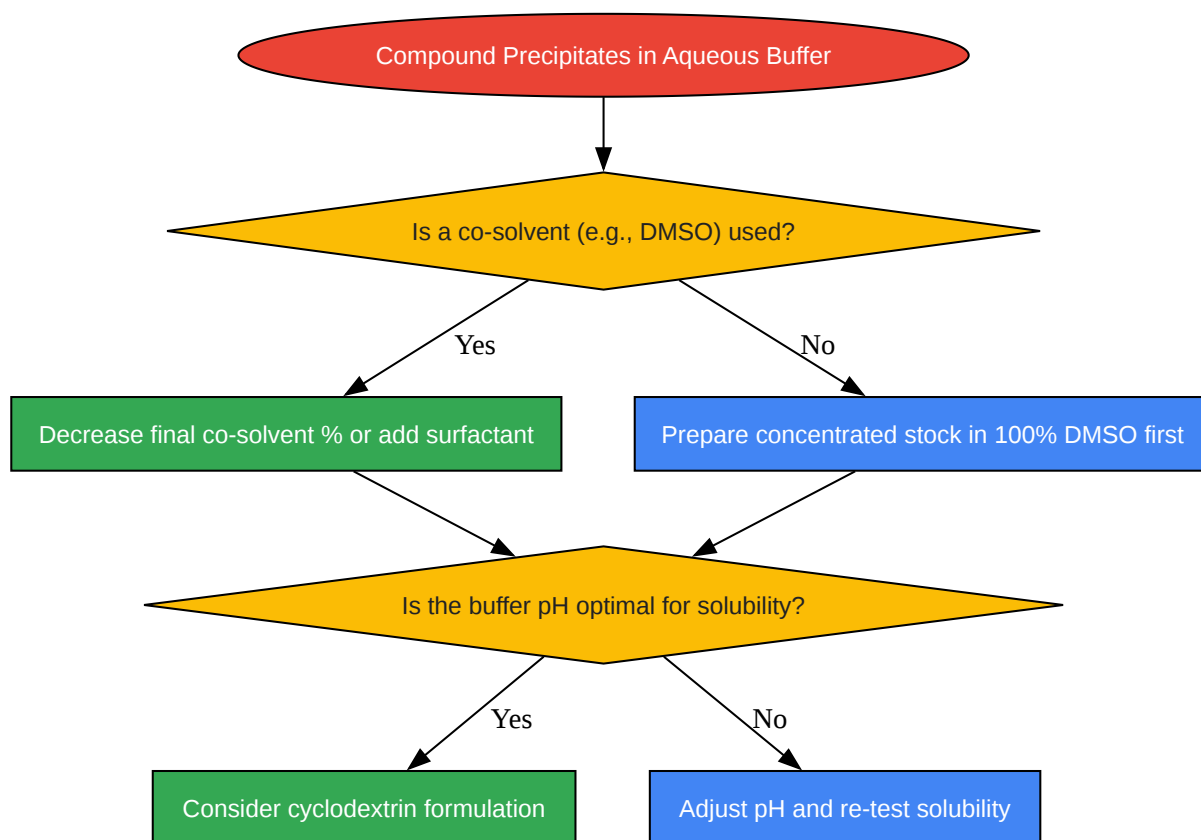 Compound Precipitates in Aqueous Buffer
Is a co-solvent (e.g., DMSO) used?
Yes
No
Decrease final co-solvent % or add surfactant
Prepare concentrated stock in 100% DMSO first
Is the buffer pH optimal for solubility?
Yes
No
Consider cyclodextrin formulation
Adjust pH and re-test solubility